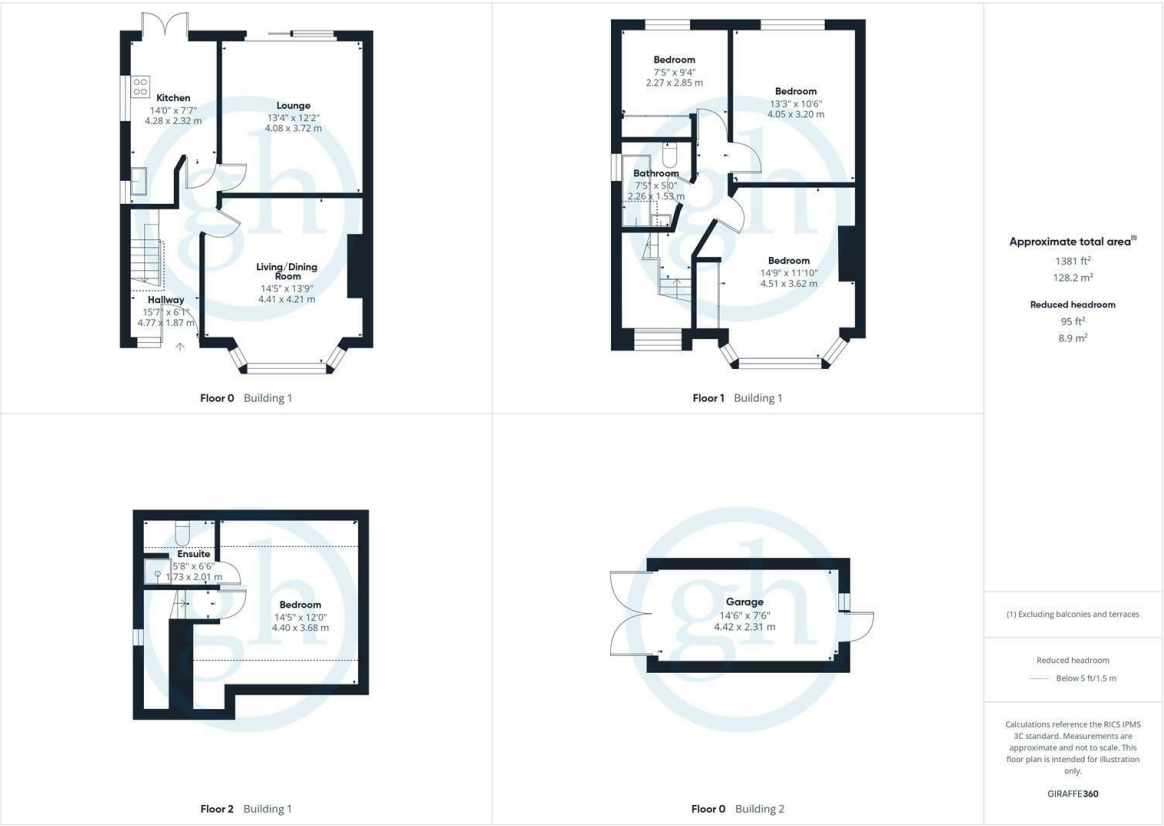 Kitchen
14'0" x 7'7"
4.28 x 2.32 m
Lounge
13'4" x 12'2"
4.08 x 3.72 m
Living/Dining
Room
14'5" x 13'9"
4.41 x 4.21 m
Hallway
15'7" x 6'1"
4.77 x 1.87 m
gh
Floor 0 Building 1
Bedroom
7'5" x 9'4"
2.27 x 2.85 m
Bedroom
13'3" x 10'6"
4.05 x 3.20 m
Bathroom
7'5" x 5'0"
2.26 x 1.53 m
Bedroom
14'9" x 11'10"
4.51 x 3.62 m
gh
Floor 1 Building 1
Ensuite
5'8" x 6'6"
1.73 x 2.01 m
Bedroom
14'5" x 12'0"
4.40 x 3.68 m
gh
Floor 2 Building 1
Garage
14'6" x 7'6"
4.42 x 2.31 m
gh
Floor 0 Building 2
Approximate total area(1)
1381 ft²
128.2 m²
Reduced headroom
95 ft²
8.9 m²
(1) Excluding balconies and terraces
Reduced headroom
Below 5 ft/1.5 m
Calculations reference the RICS IPMS
3C standard. Measurements are
approximate and not to scale. This
floor plan is intended for illustration
only.
GIRAFFE360